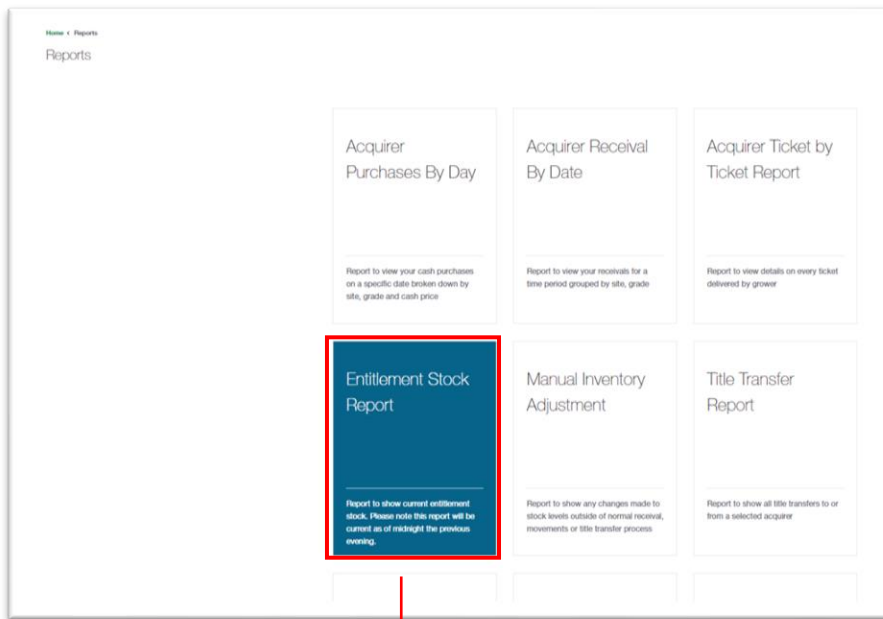 Home < Reports
Reports
Acquirer
Purchases By Day
Report to view your cash purchases
on a specific date broken down by
site, grade and cash price
Acquirer Receival
By Date
Report to view your receivals for a
time period grouped by site, grade
Acquirer Ticket by
Ticket Report
Report to view details on every ticket
delivered by grower
Entitlement Stock
Report
Report to show current entitlement
stock. Please note this report will be
current as of midnight the previous
evening.
Manual Inventory
Adjustment
Report to show any changes made to
stock levels outside of normal receival,
movements or title transfer process
Title Transfer
Report
Report to show all title transfers to or
from a selected acquirer